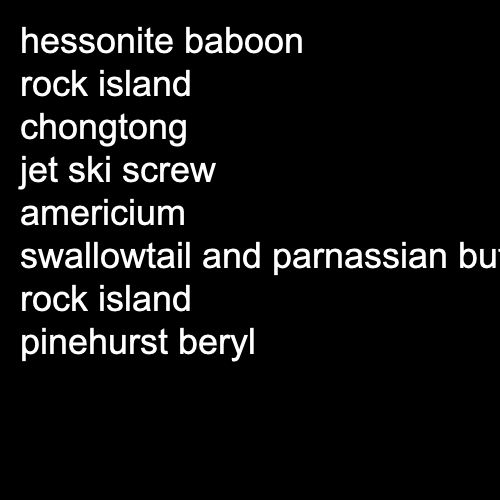 hessonite baboon
rock island
chongtong
jet ski screw
americium
swallowtail and parnassian
rock island
pinehurst beryl